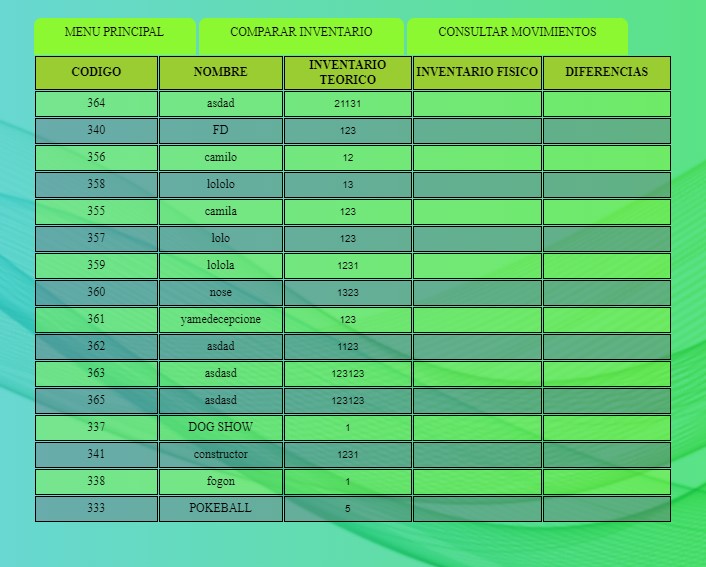 MENU PRINCIPAL COMPARAR INVENTARIO CONSULTAR MOVIMIENTOS
CODIGO NOMBRE INVENTARIO TEORICO INVENTARIO FISICO DIFERENCIAS
364 asdad 21131
340 FD 123
356 camilo 12
358 lololo 13
355 camila 123
357 lolo 123
359 lolola 1231
360 nose 1323
361 yamedecepcione 123
362 asdad 1123
363 asdasd 123123
365 asdasd 123123
337 DOG SHOW 1
341 constructor 1231
338 fogon 1
333 POKEBALL 5